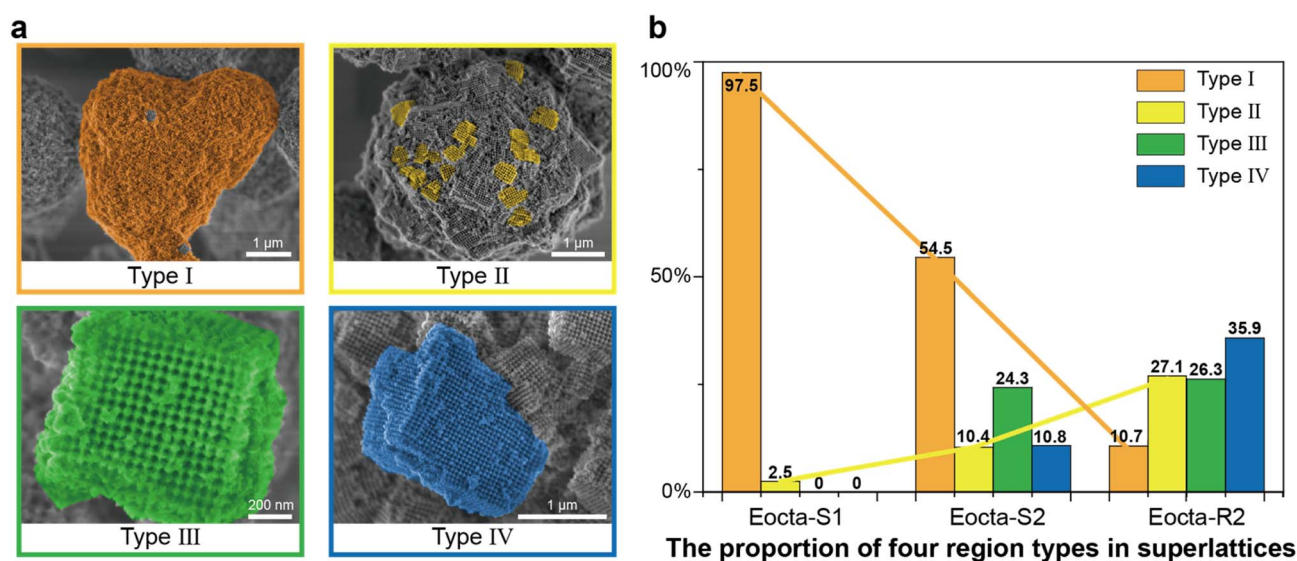 a
1 μm
Type I
1 μm
Type II
200 nm
Type III
1 μm
Type IV
b
100%
50%
0%
97.5
2.5
0
0
54.5
10.4
24.3
10.8
10.7
27.1
26.3
35.9
Type I
Type II
Type III
Type IV
Eocta-S1
Eocta-S2
Eocta-R2
The proportion of four region types in superlattices